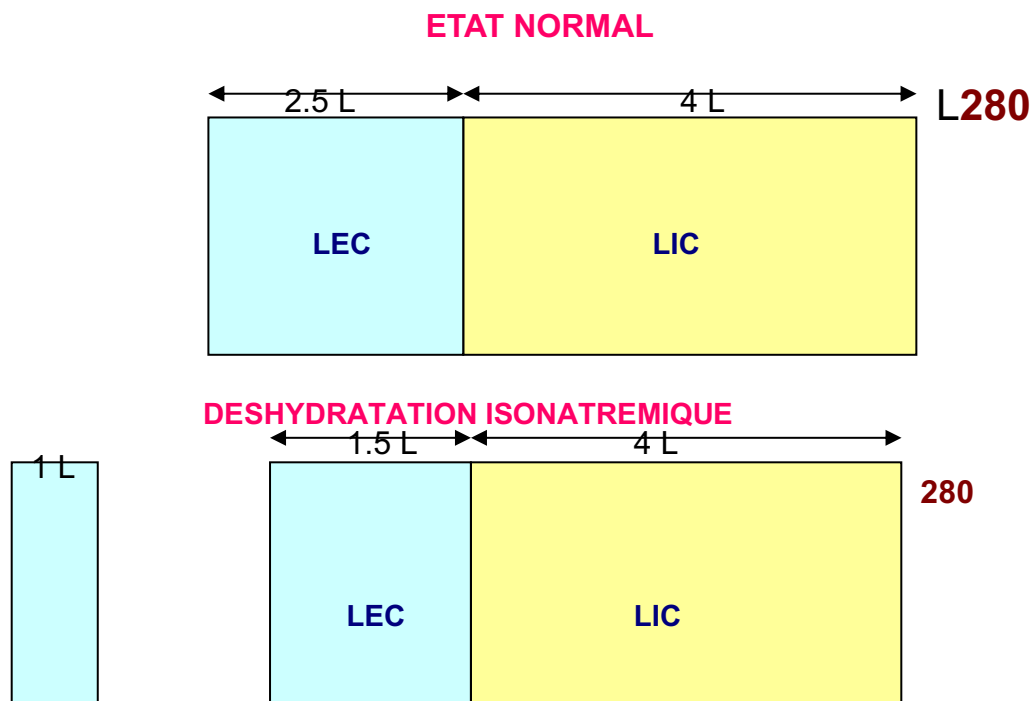 ETAT NORMAL
2.5 L 4 L L280
LEC LIC
DESHYDRATATION ISONATREMIQUE
1.5 L 4 L
1 L 280
LEC LIC